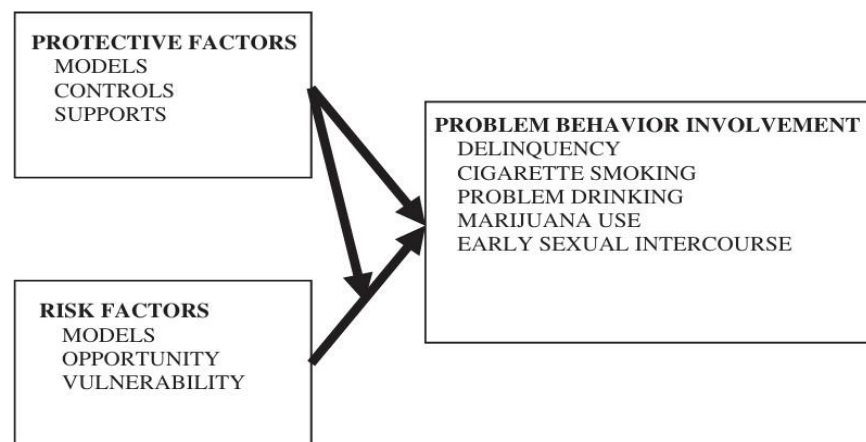 PROTECTIVE FACTORS
MODELS
CONTROLS
SUPPORTS
PROBLEM BEHAVIOR INVOLVEMENT
DELINQUENCY
CIGARETTE SMOKING
PROBLEM DRINKING
MARIJUANA USE
EARLY SEXUAL INTERCOURSE
RISK FACTORS
MODELS
OPPORTUNITY
VULNERABILITY